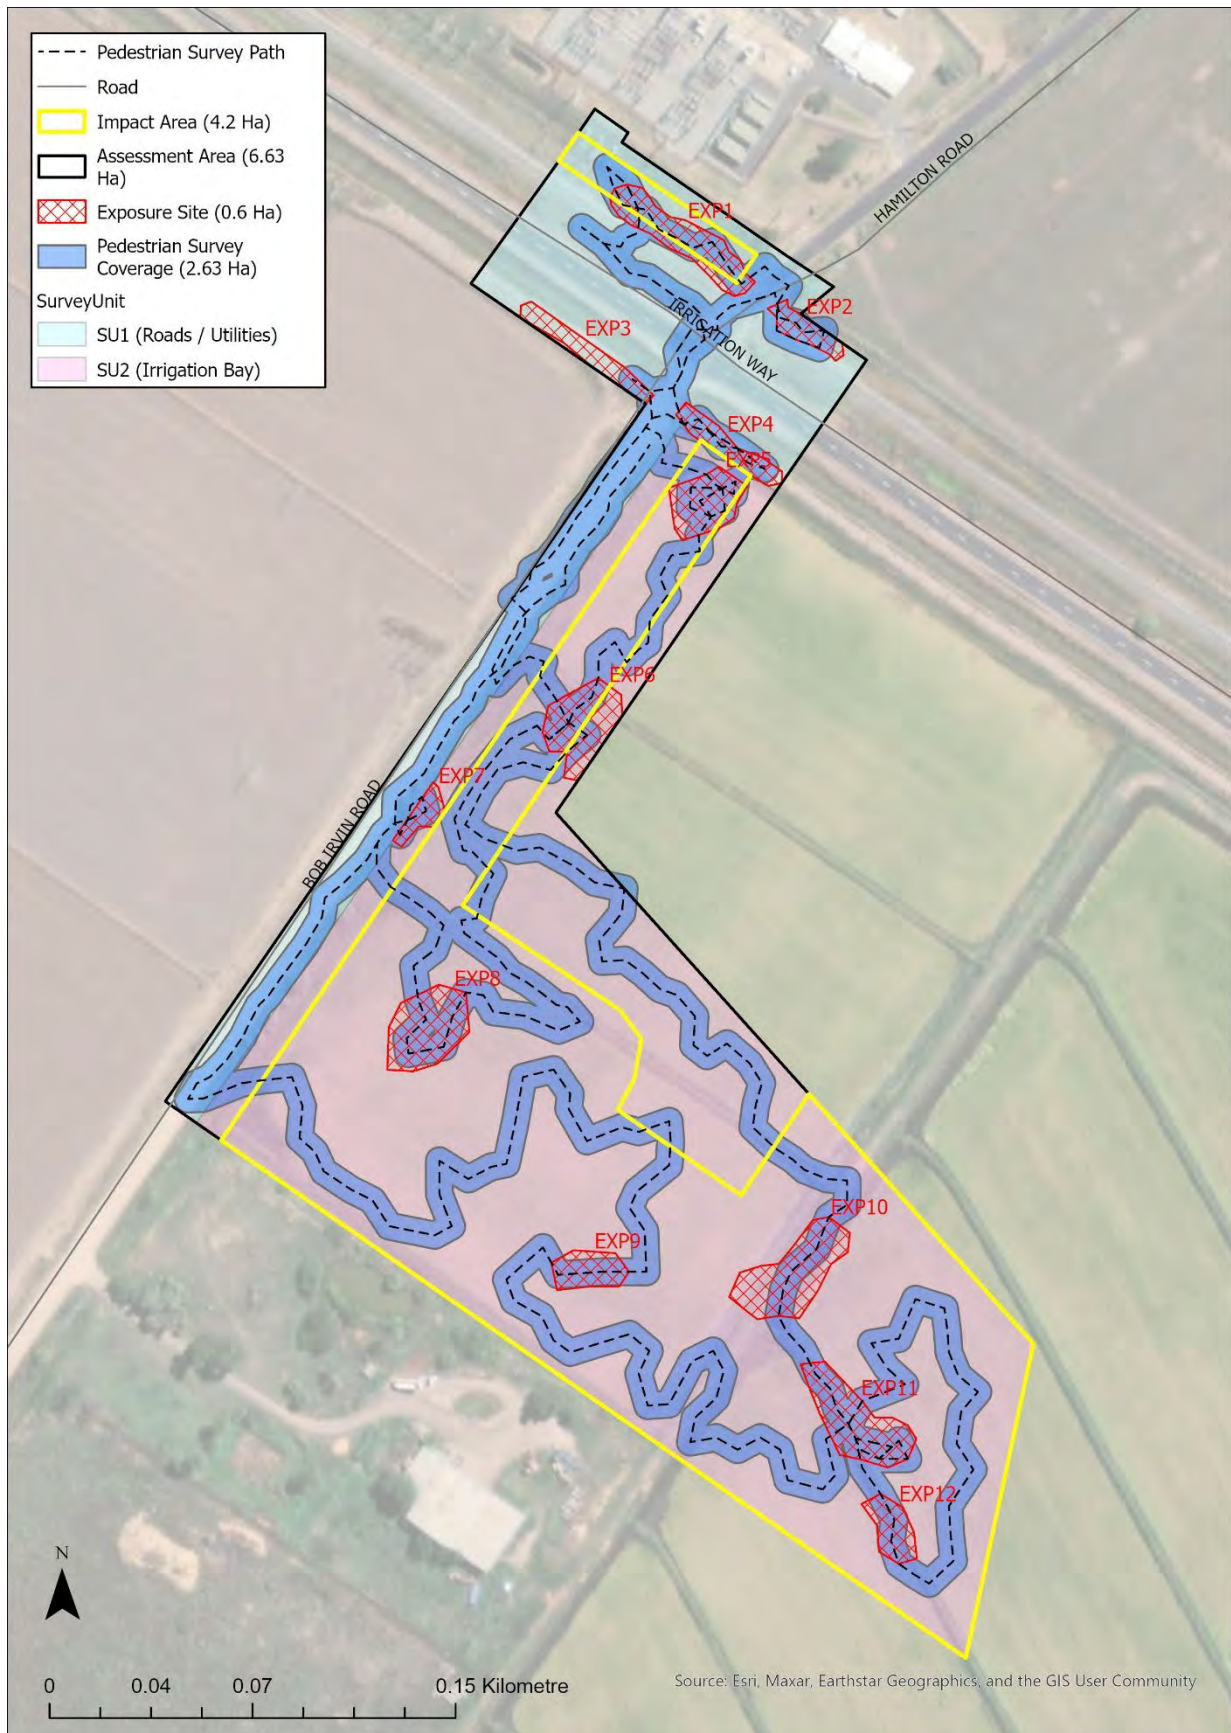 Pedestrian Survey Path
Road
Impact Area (4.2 Ha)
Assessment Area (6.63
Ha)
Exposure Site (0.6 Ha)
Pedestrian Survey
Coverage (2.63 Ha)
SurveyUnit
SU1 (Roads / Utilities)
SU2 (Irrigation Bay)
HAMILTON ROAD
EXP1
EXP2
IRRIGATION WAY
EXP3
EXP4
EXP5
EXP6
EXP7
BOB IRVIN ROAD
EXP8
EXP10
EXP9
EXP11
EXP12
N
0 0.04 0.07 0.15 Kilometre
Source: Esri, Maxar, Earthstar Geographics, and the GIS User Community